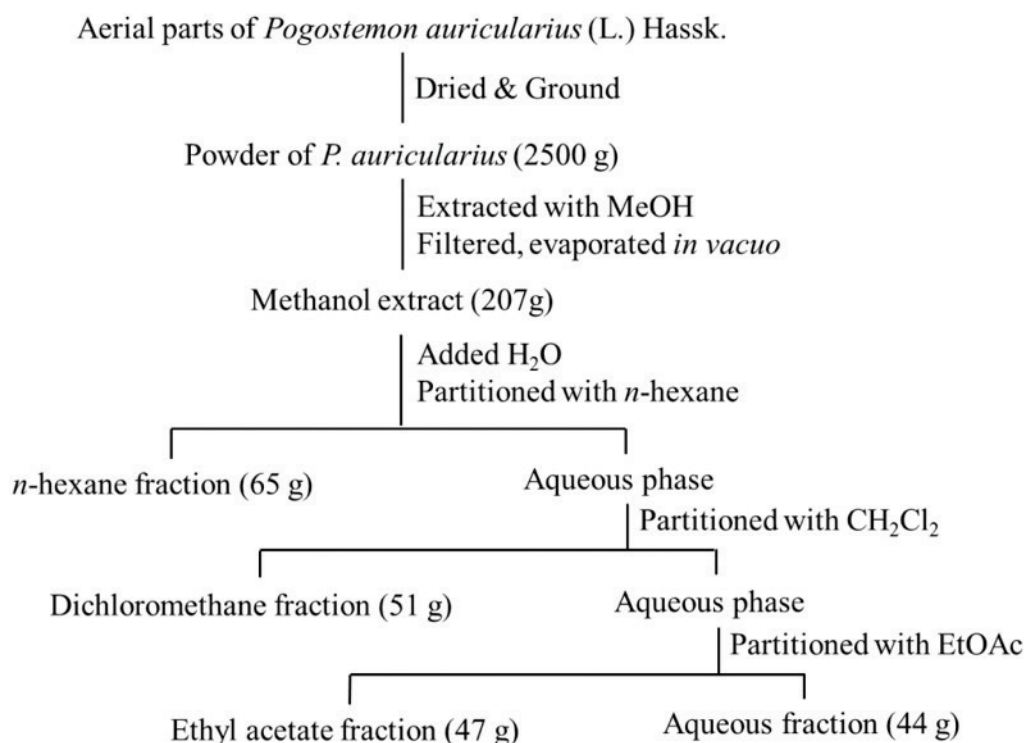 Aerial parts of Pogostemon auricularius (L.) Hassk.
Dried & Ground
Powder of P. auricularius (2500 g)
Extracted with MeOH
Filtered, evaporated in vacuo
Methanol extract (207g)
Added H₂O
Partitioned with n-hexane
n-hexane fraction (65 g)
Aqueous phase
Partitioned with CH₂Cl₂
Dichloromethane fraction (51 g)
Aqueous phase
Partitioned with EtOAc
Ethyl acetate fraction (47 g)
Aqueous fraction (44 g)